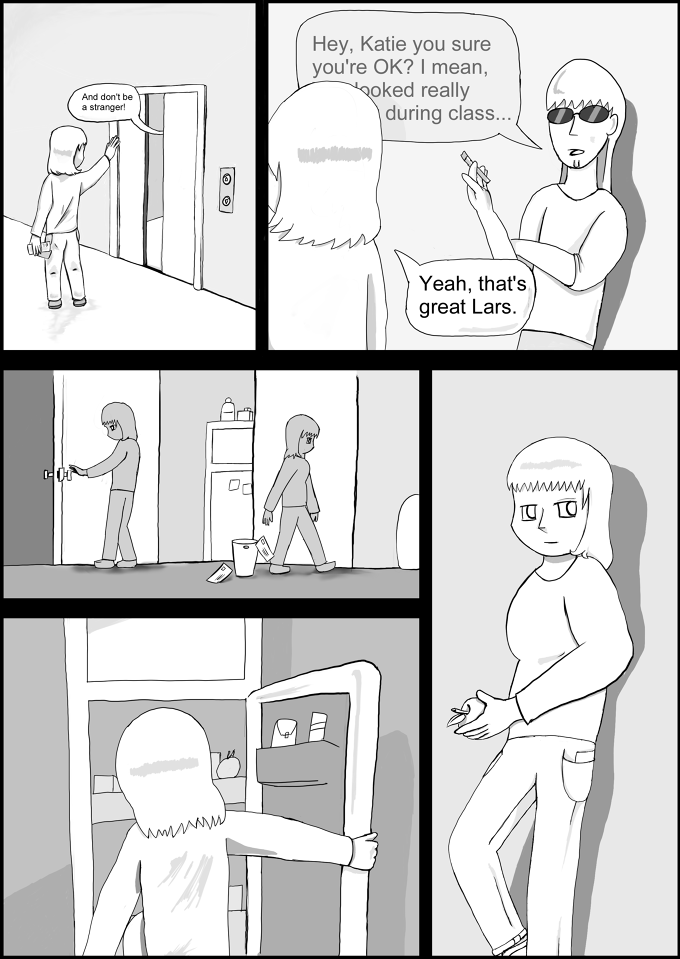 And don't be
a stranger!
Hey, Katie you sure
you're OK? I mean,
looked really
during class...
Yeah, that's
great Lars.